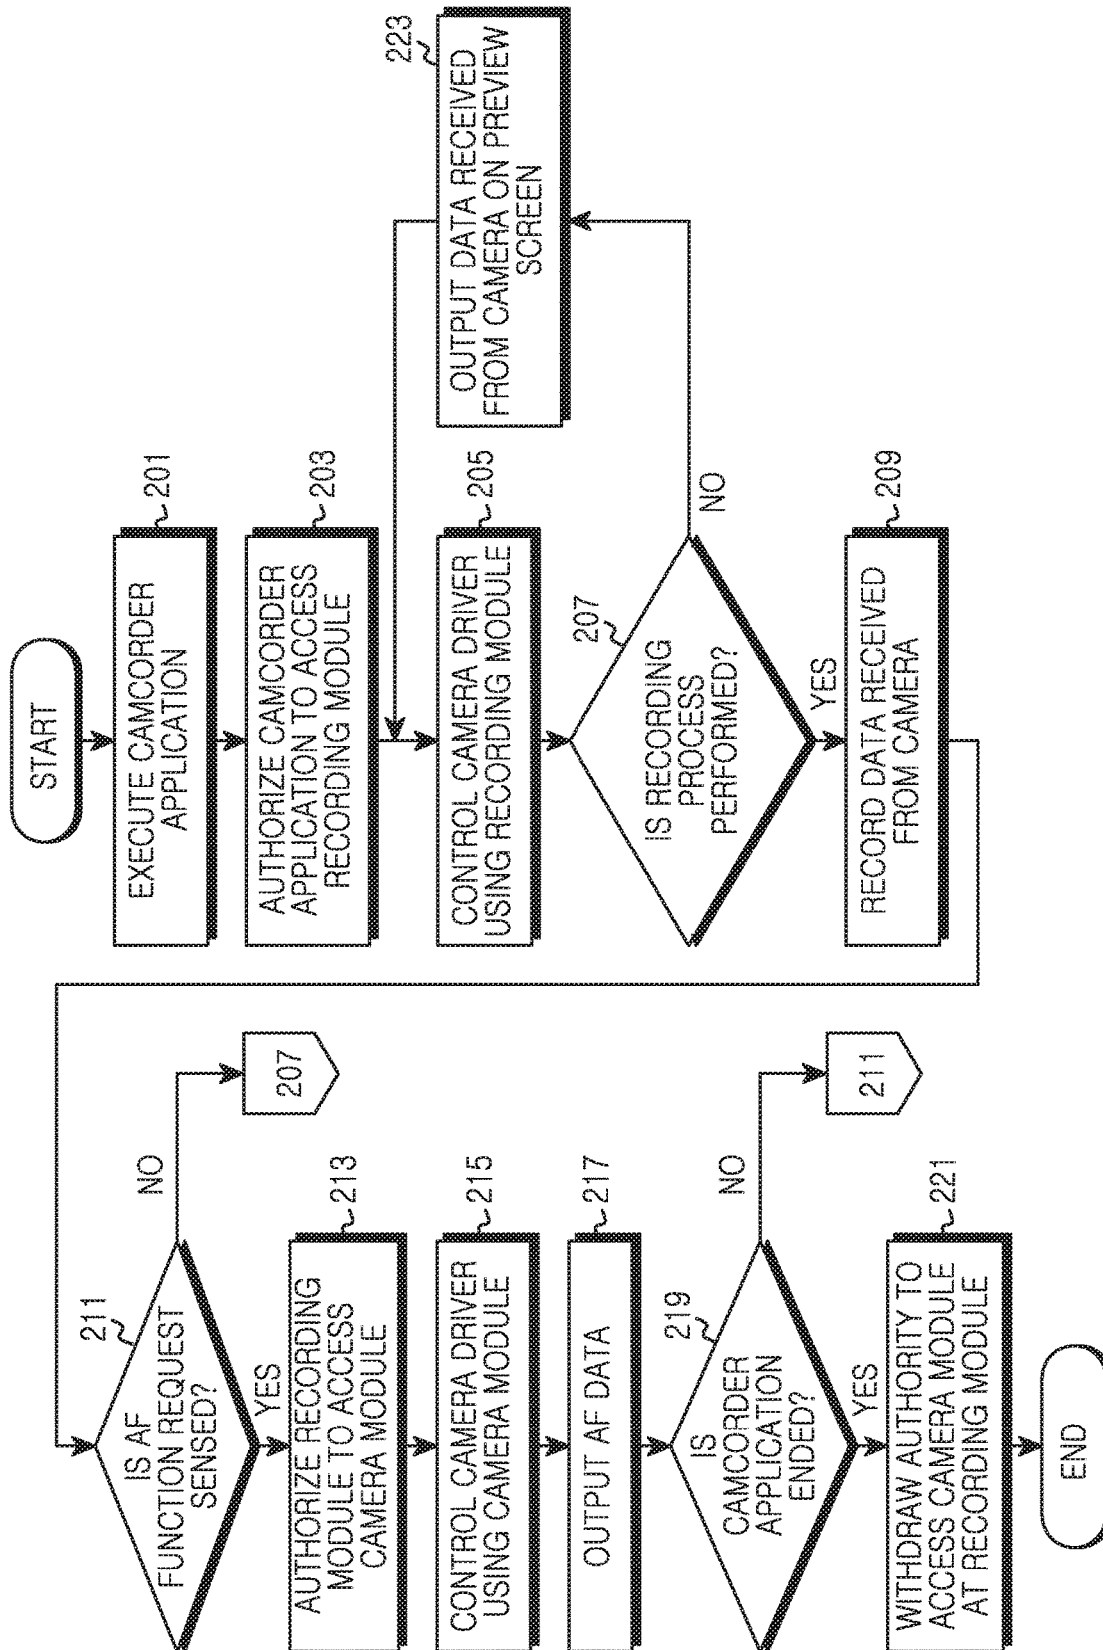 START
EXECUTE CAMCORDER
APPLICATION
201
AUTHORIZE CAMCORDER
APPLICATION TO ACCESS
RECORDING MODULE
203
CONTROL CAMERA DRIVER
USING RECORDING MODULE
205
IS RECORDING
PROCESS
PERFORMED?
207
NO
YES
OUTPUT DATA RECEIVED
FROM CAMERA ON PREVIEW
SCREEN
223
RECORD DATA RECEIVED
FROM CAMERA
209
IS AF
FUNCTION REQUEST
SENSED?
211
NO
207
YES
AUTHORIZE RECORDING
MODULE TO ACCESS
CAMERA MODULE
213
CONTROL CAMERA DRIVER
USING CAMERA MODULE
215
OUTPUT AF DATA
217
IS
CAMCORDER
APPLICATION
ENDED?
219
NO
211
YES
WITHDRAW AUTHORITY TO
ACCESS CAMERA MODULE
AT RECORDING MODULE
221
END